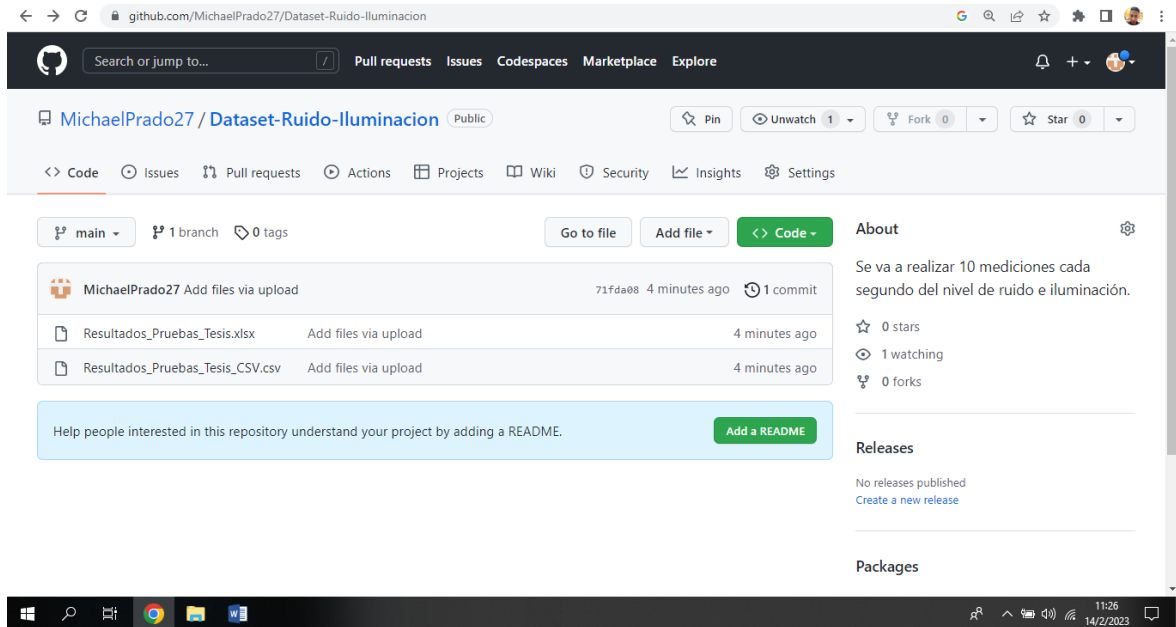 github.com/MichaelPrado27/Dataset-Ruido-Iluminacion
Search or jump to... / Pull requests Issues Codespaces Marketplace Explore
MichaelPrado27 / Dataset-Ruido-Iluminacion Public Pin Unwatch 1 Fork 0 Star 0
Code Issues Pull requests Actions Projects Wiki Security Insights Settings
main 1 branch 0 tags Go to file Add file Code
MichaelPrado27 Add files via upload 71fda08 4 minutes ago 1 commit
Resultados_Pruebas_Tesis.xlsx Add files via upload 4 minutes ago
Resultados_Pruebas_Tesis_CSV.csv Add files via upload 4 minutes ago
Help people interested in this repository understand your project by adding a README. Add a README
About
Se va a realizar 10 mediciones cada
segundo del nivel de ruido e iluminación.
0 stars
1 watching
0 forks
Releases
No releases published
Create a new release
Packages
11:26
14/2/2023